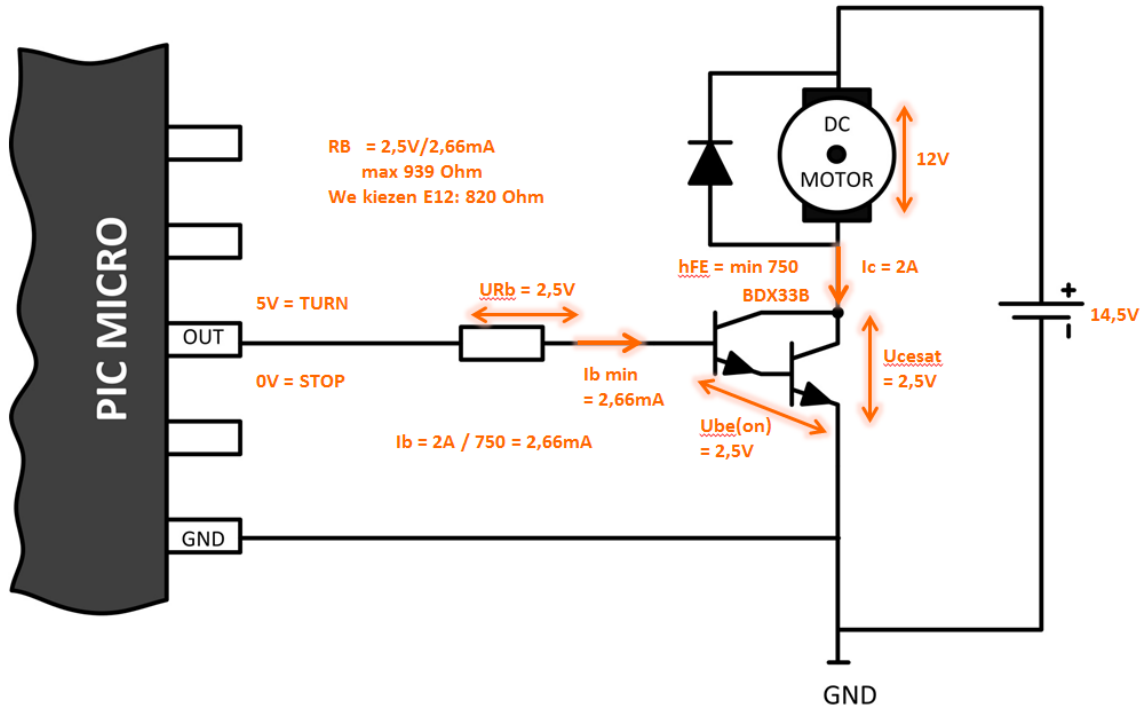 PIC MICRO
RB = 2,5V/2,66mA
max 939 Ohm
We kiezen E12: 820 Ohm
DC
MOTOR
12V
hFE = min 750
Ic = 2A
BDX33B
URb = 2,5V
5V = TURN
OUT
0V = STOP
Ib min
= 2,66mA
Ib = 2A / 750 = 2,66mA
Ube(on)
= 2,5V
Ucesat
= 2,5V
+
14,5V
-
GND
GND